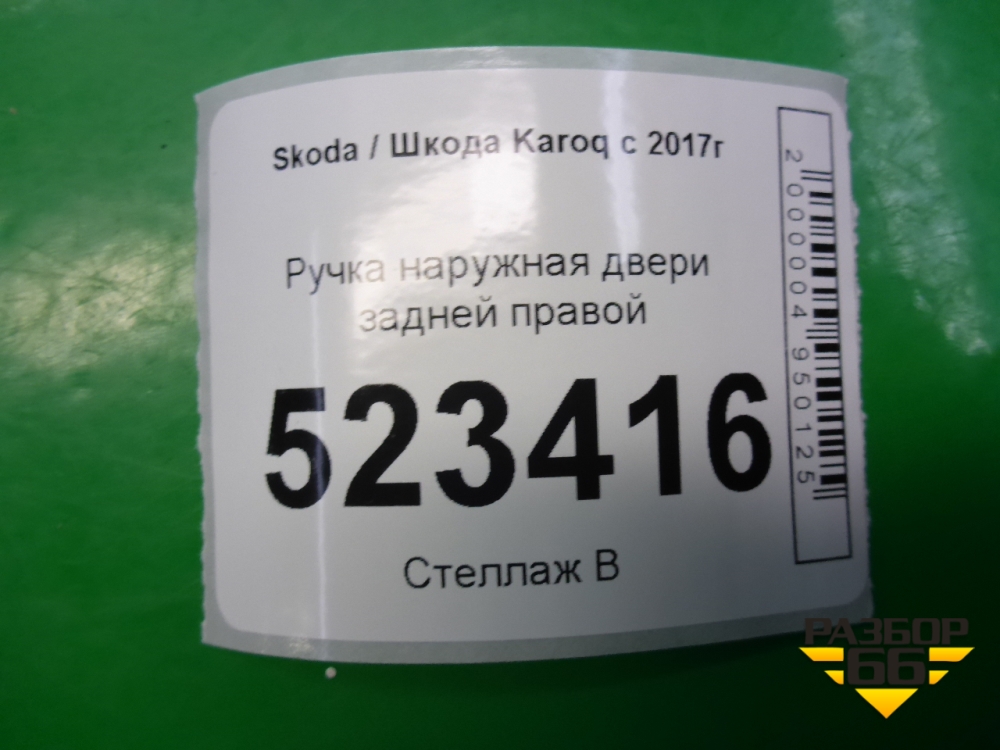 Skoda / Шкода Karoq с 2017г
Ручка наружная двери
задней правой
523416
Стеллаж В
2000004950125
РАЗБОР
66